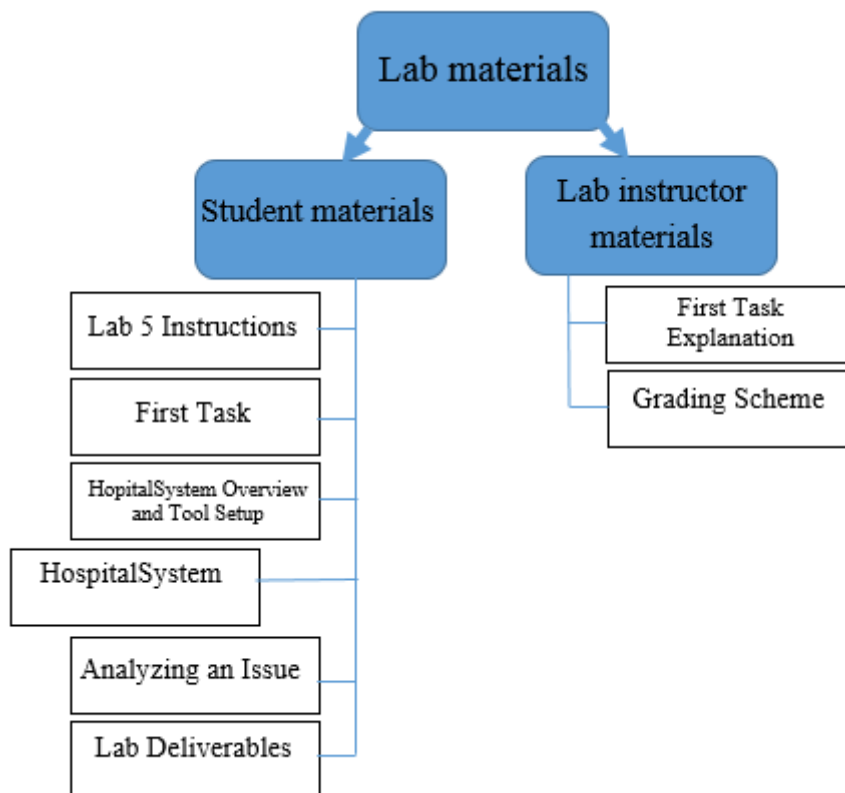 Lab materials
Student materials
Lab instructor
materials
Lab 5 Instructions
First Task
HopitalSystem Overview
and Tool Setup
HospitalSystem
Analyzing an Issue
Lab Deliverables
First Task
Explanation
Grading Scheme